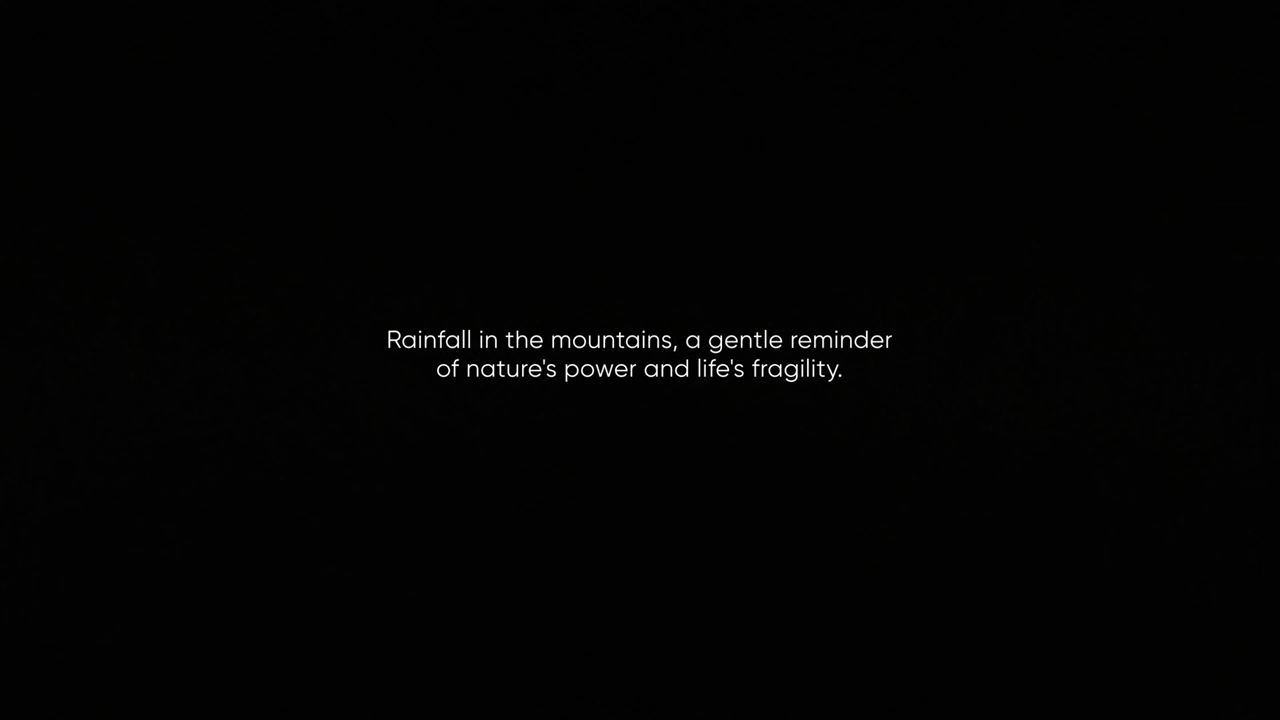 Rainfall in the mountains, a gentle reminder
of nature's power and life's fragility.